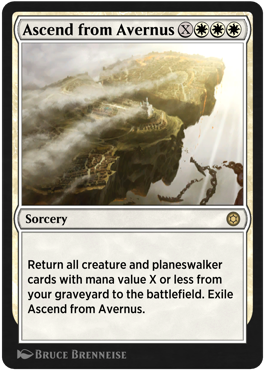 Ascend from Avernus X
Sorcery
Return all creature and planeswalker
cards with mana value X or less from
your graveyard to the battlefield. Exile
Ascend from Avernus.
Bruce Brenneise